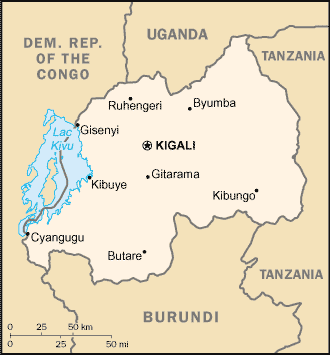 UGANDA
DEM. REP.
OF THE
CONGO
TANZANIA
Ruhengeri
Byumba
Lac
Kivu
Gisenyi
KIGALI
Kibuye
Gitarama
Kibungo
Cyangugu
Butare
TANZANIA
BURUNDI
0 25 50 km
0 25 50 mi